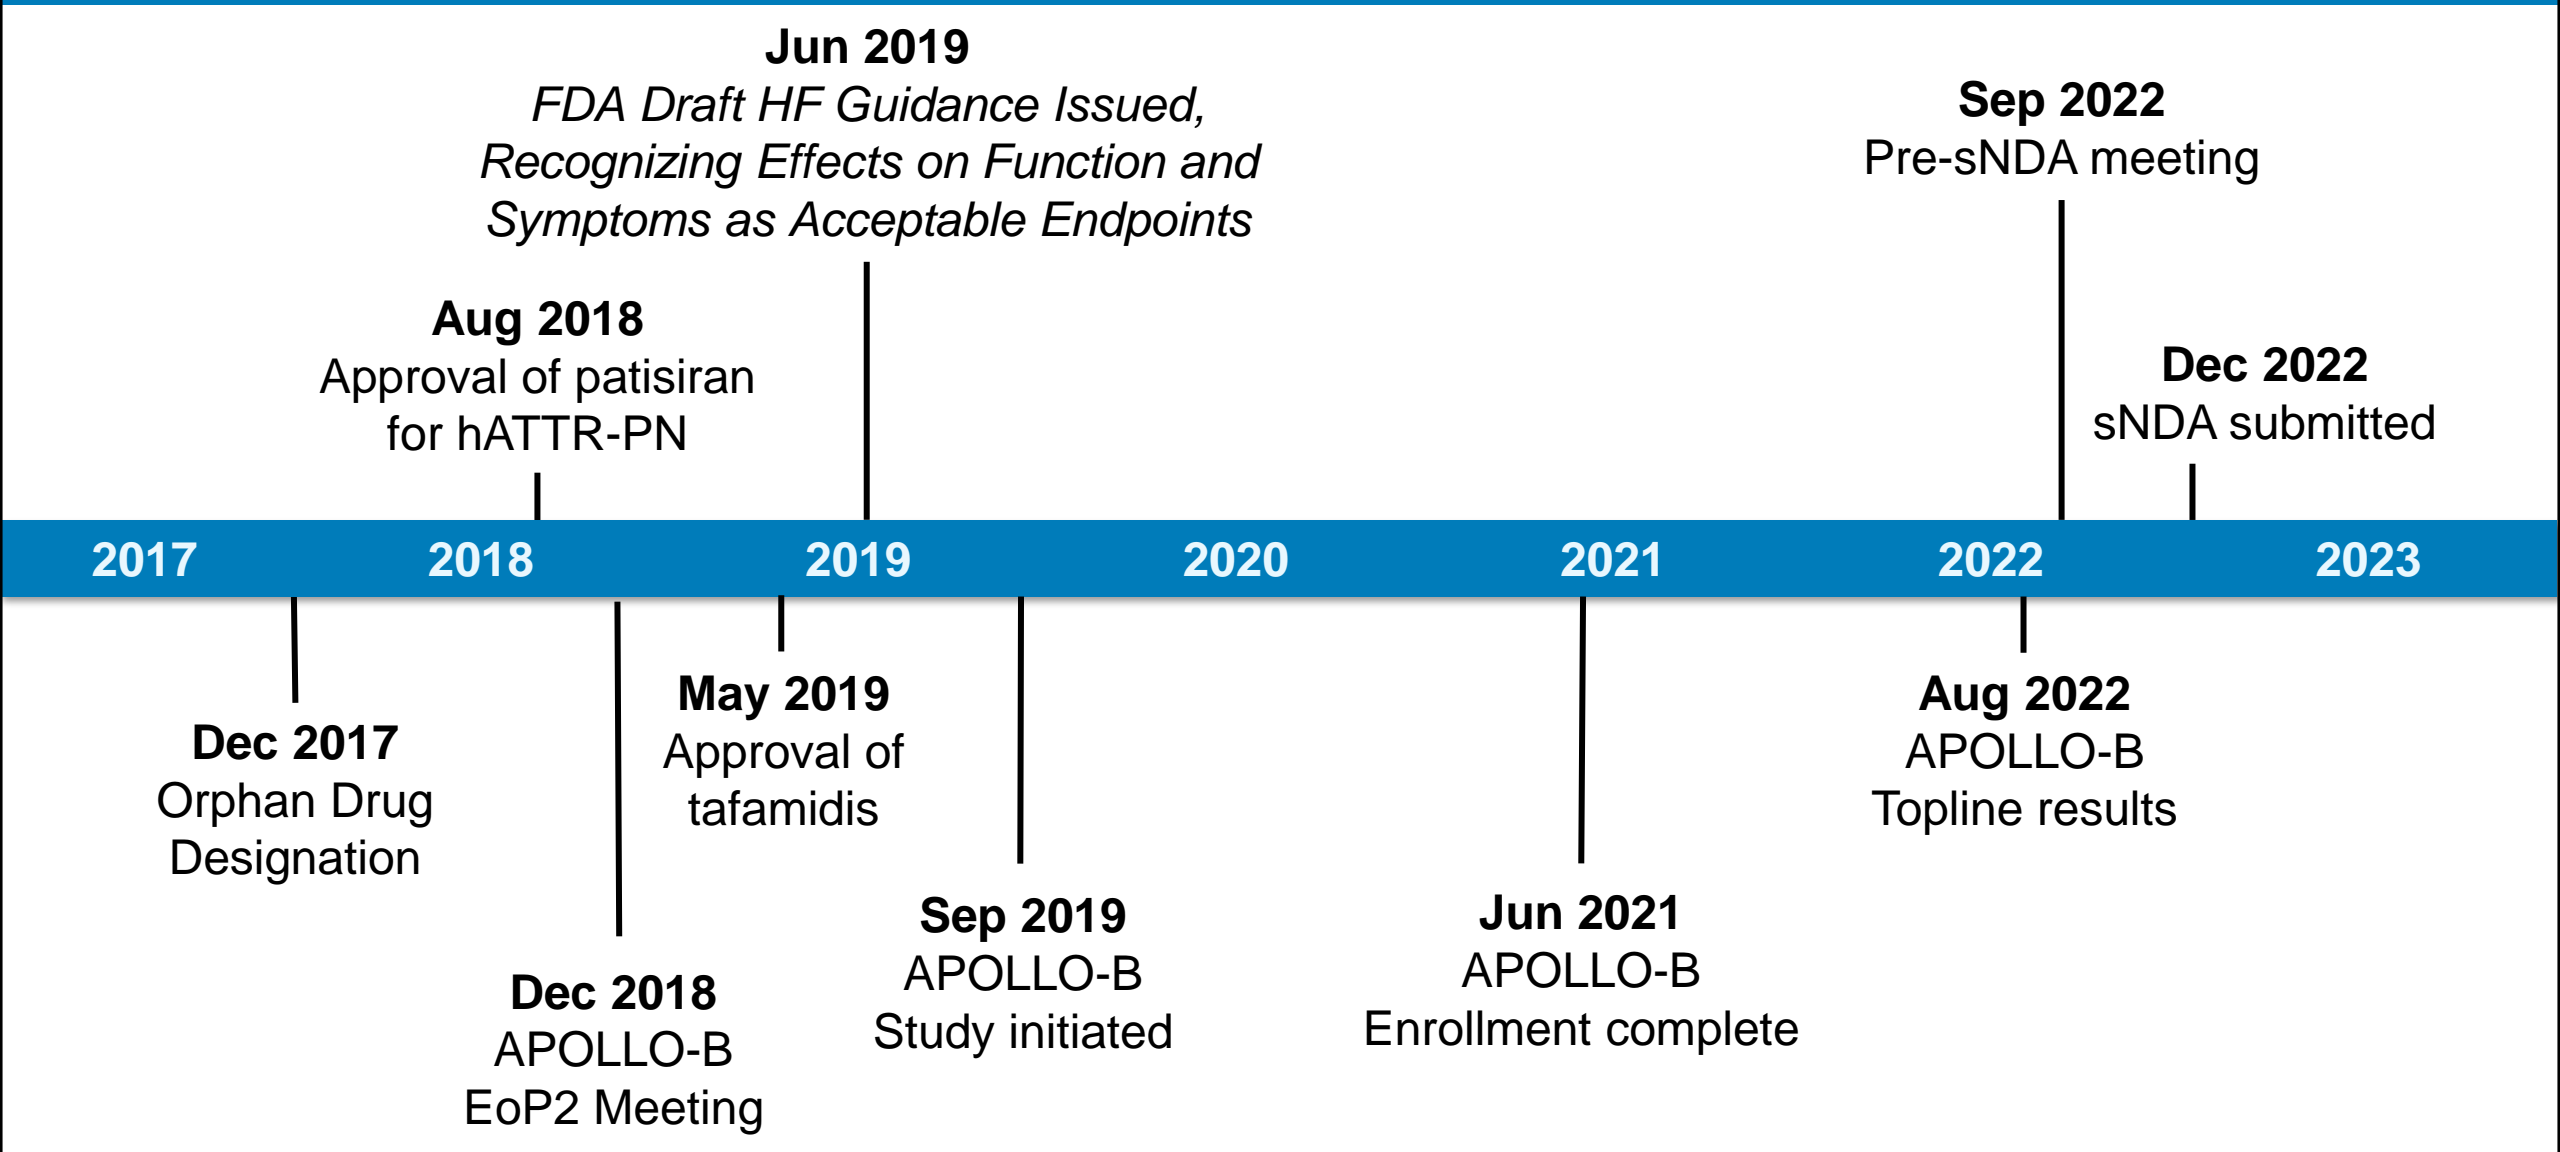 Jun 2019
FDA Draft HF Guidance Issued,
Recognizing Effects on Function and
Symptoms as Acceptable Endpoints
Sep 2022
Pre-sNDA meeting
Aug 2018
Approval of patisiran
for hATTR-PN
Dec 2022
sNDA submitted
2017 2018 2019 2020 2021 2022 2023
Dec 2017
Orphan Drug
Designation
Dec 2018
APOLLO-B
EoP2 Meeting
May 2019
Approval of
tafamidis
Sep 2019
APOLLO-B
Study initiated
Jun 2021
APOLLO-B
Enrollment complete
Aug 2022
APOLLO-B
Topline results